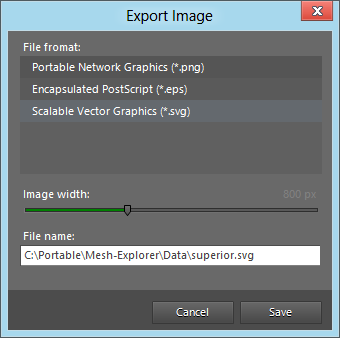 Export Image
File fromat:
Portable Network Graphics (*.png)
Encapsulated PostScript (*.eps)
Scalable Vector Graphics (*.svg)
Image width:
800 px
File name:
C:\Portable\Mesh-Explorer\Data\superior.svg
Cancel
Save